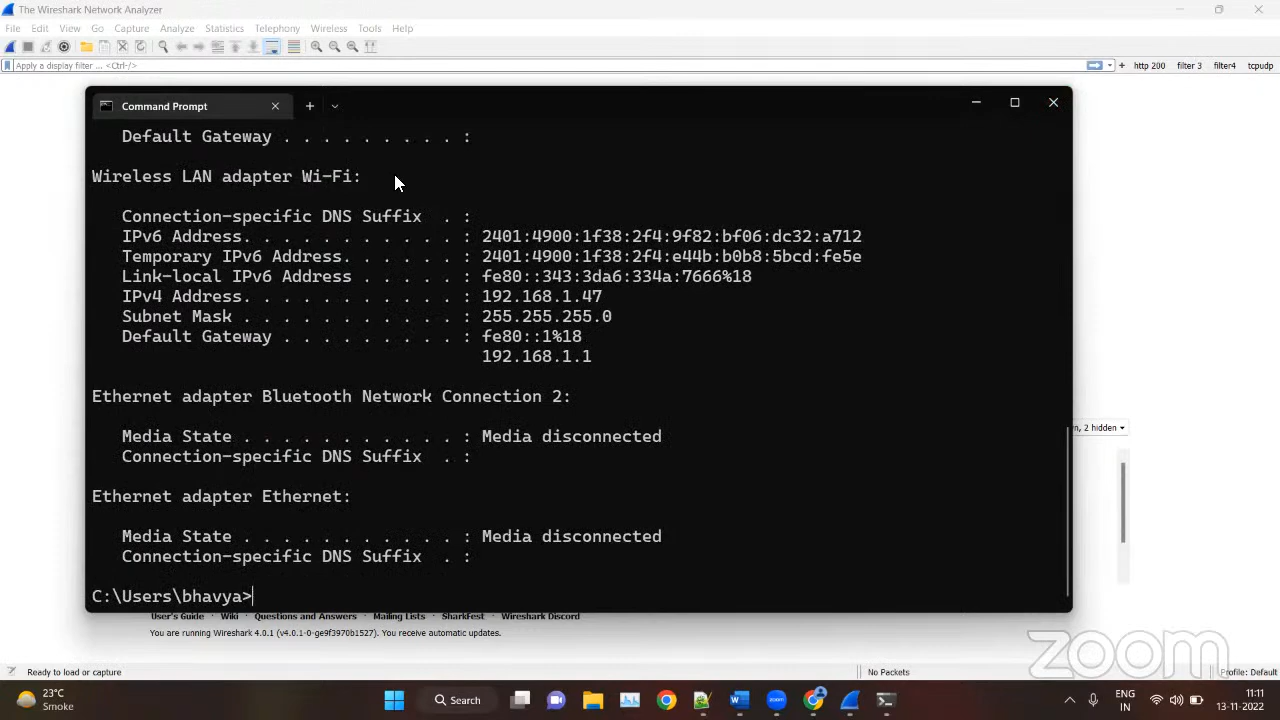 The Wireshark Network Analyzer
File Edit View Go Capture Analyze Statistics Telephony Wireless Tools Help
Apply a display filter ... <Ctrl-/>
+ http 200 filter 3 filter4 tcpudp
Command Prompt
Default Gateway . . . . . . . . . :
Wireless LAN adapter Wi-Fi:
Connection-specific DNS Suffix . :
IPv6 Address. . . . . . . . . . . : 2401:4900:1f38:2f4:9f82:bf06:dc32:a712
Temporary IPv6 Address. . . . . . : 2401:4900:1f38:2f4:e44b:b0b8:5bcd:fe5e
Link-local IPv6 Address . . . . . : fe80::343:3da6:334a:7666%18
IPv4 Address. . . . . . . . . . . : 192.168.1.47
Subnet Mask . . . . . . . . . . . : 255.255.255.0
Default Gateway . . . . . . . . . : fe80::1%18
192.168.1.1
Ethernet adapter Bluetooth Network Connection 2:
, 2 hidden
Media State . . . . . . . . . . . : Media disconnected
Connection-specific DNS Suffix . :
Ethernet adapter Ethernet:
Media State . . . . . . . . . . . : Media disconnected
Connection-specific DNS Suffix . :
C:\Users\bhavya>
User's Guide · Wiki · Questions and Answers · Mailing Lists · SharkFest · Wireshark Discord
You are running Wireshark 4.0.1 (v4.0.1-0-ge9f3970b1527). You receive automatic updates.
zoom
Ready to load or capture
No Packets
Profile: Default
23°C
Smoke
Search
zoom
ENG
IN
11:11
13-11-2022